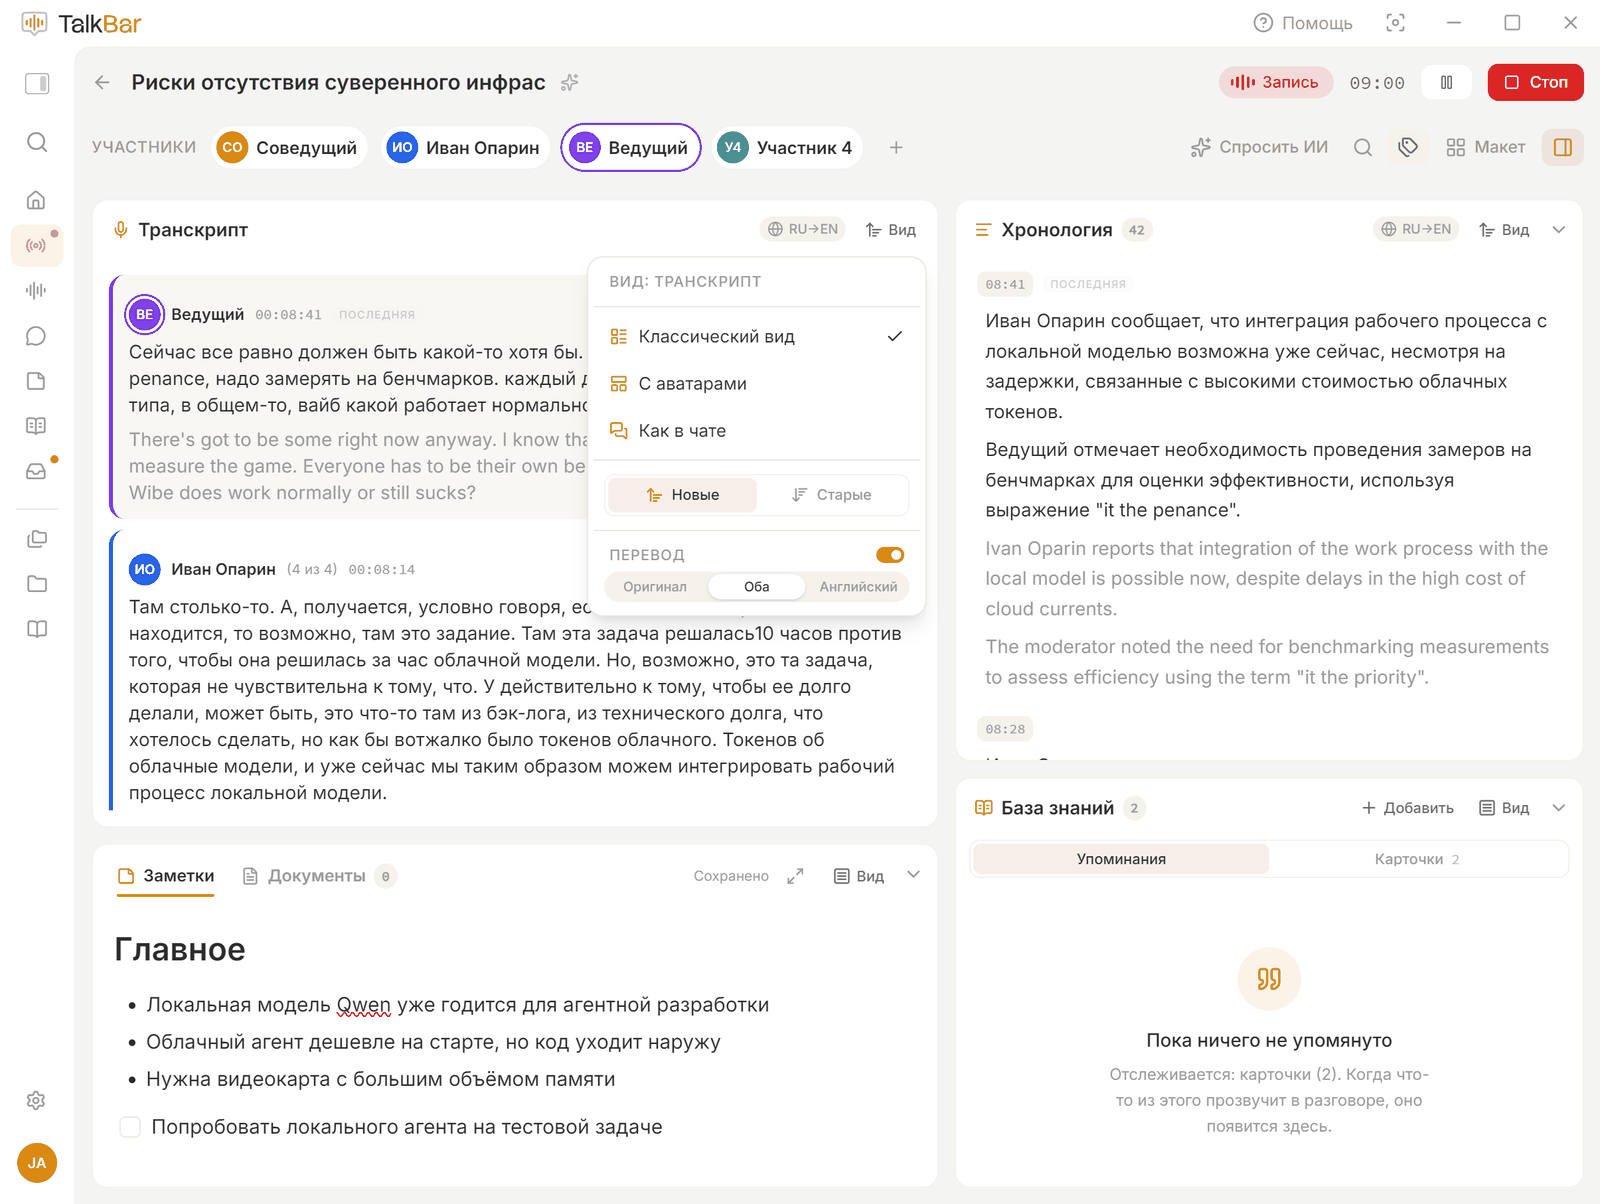 TalkBar
Помощь
Риски отсутствия суверенного инфрас
Запись
09:00
Стоп
УЧАСТНИКИ
СО Соведущий
ИО Иван Опарин
ВЕ Ведущий
У4 Участник 4
Спросить ИИ
Макет
Транскрипт
RU→EN
Вид
ВЕ Ведущий 00:08:41 ПОСЛЕДНЯЯ
Сейчас все равно должен быть какой-то хотя бы.
penance, надо замерять на бенчмарков. каждый
типа, в общем-то, вайб какой работает нормально
There's got to be some right now anyway. I know
measure the game. Everyone has to be their own
Wibe does work normally or still sucks?
ИО Иван Опарин (4 из 4) 00:08:14
Там столько-то. А, получается, условно говоря,
находится, то возможно, там это задание. Там эта задача решалась10 часов против
того, чтобы она решилась за час облачной модели. Но, возможно, это та задача,
которая не чувствительна к тому, что. У действительно к тому, чтобы ее долго
делали, может быть, это что-то там из бэк-лога, из технического долга, что
хотелось сделать, но как бы вотжалко было токенов облачного. Токенов об
облачные модели, и уже сейчас мы таким образом можем интегрировать рабочий
процесс локальной модели.
ВИД: ТРАНСКРИПТ
Классический вид
С аватарами
Как в чате
Новые
Старые
ПЕРЕВОД
Оригинал
Оба
Английский
Хронология 42
RU→EN
Вид
08:41 ПОСЛЕДНЯЯ
Иван Опарин сообщает, что интеграция рабочего процесса с
локальной моделью возможна уже сейчас, несмотря на
задержки, связанные с высокими стоимостью облачных
токенов.
Ведущий отмечает необходимость проведения замеров на
бенчмарках для оценки эффективности, используя
выражение "it the penance".
Ivan Oparin reports that integration of the work process with the
local model is possible now, despite delays in the high cost of
cloud currents.
The moderator noted the need for benchmarking measurements
to assess efficiency using the term "it the priority".
08:28
Заметки
Документы 0
Сохранено
Вид
Главное
• Локальная модель Qwen уже годится для агентной разработки
• Облачный агент дешевле на старте, но код уходит наружу
• Нужна видеокарта с большим объёмом памяти
Попробовать локального агента на тестовой задаче
База знаний 2
+ Добавить
Вид
Упоминания
Карточки 2
Пока ничего не упомянуто
Отслеживается: карточки (2). Когда что-
то из этого прозвучит в разговоре, оно
появится здесь.
JA